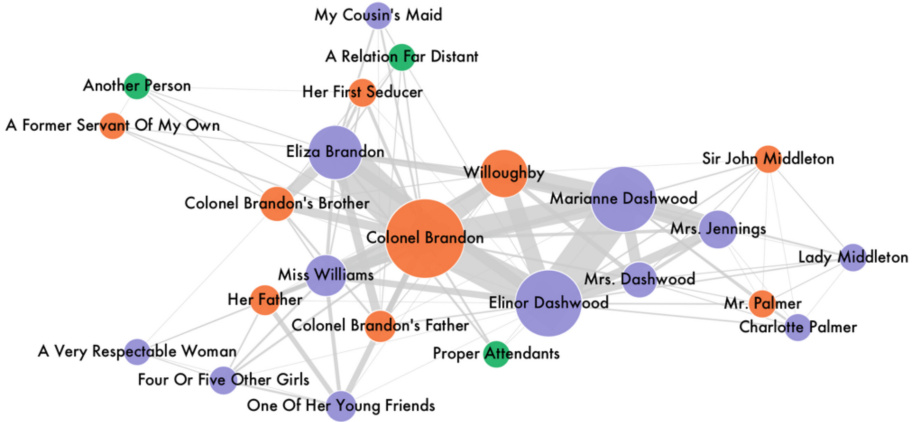 My Cousin's Maid
A Relation Far Distant
Another Person
Her First Seducer
A Former Servant Of My Own
Eliza Brandon
Sir John Middleton
Willoughby
Marianne Dashwood
Colonel Brandon's Brother
Mrs. Jennings
Colonel Brandon
Lady Middleton
Miss Williams
Mrs. Dashwood
Her Father
Elinor Dashwood
Mr. Palmer
Colonel Brandon's Father
Charlotte Palmer
A Very Respectable Woman
Proper Attendants
Four Or Five Other Girls
One Of Her Young Friends